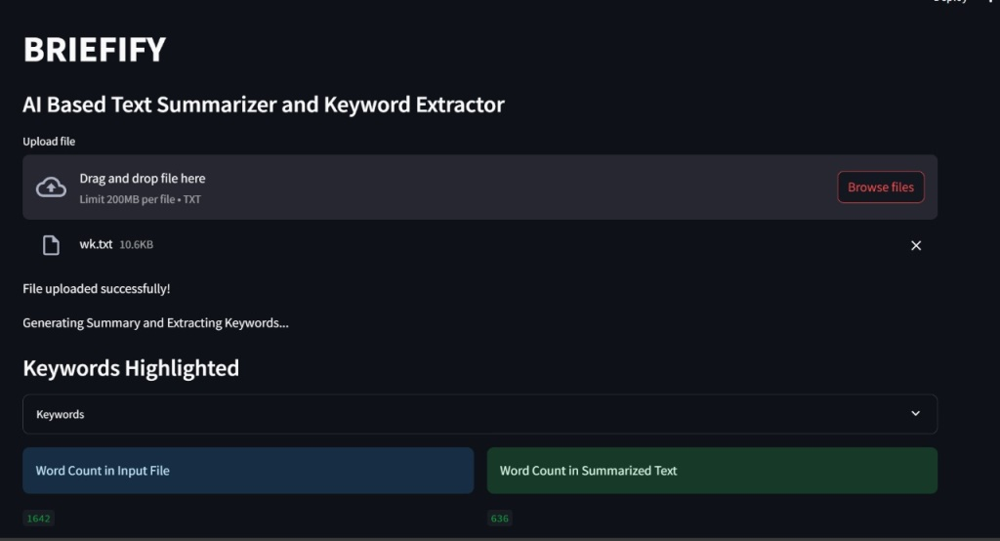 BRIEFIFY
AI Based Text Summarizer and Keyword Extractor
Upload file
Drag and drop file here
Limit 200MB per file • TXT
Browse files
wk.txt 10.6KB
File uploaded successfully!
Generating Summary and Extracting Keywords...
Keywords Highlighted
Keywords
Word Count in Input File
Word Count in Summarized Text
1642
636